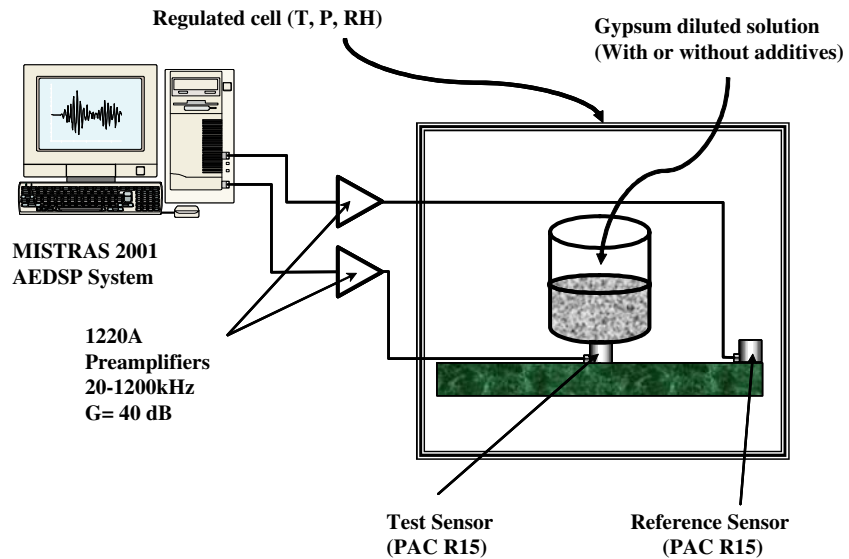 Regulated cell (T, P, RH)
Gypsum diluted solution
(With or without additives)
MISTRAS 2001
AEDSP System
1220A
Preamplifiers
20-1200kHz
G= 40 dB
Test Sensor
(PAC R15)
Reference Sensor
(PAC R15)